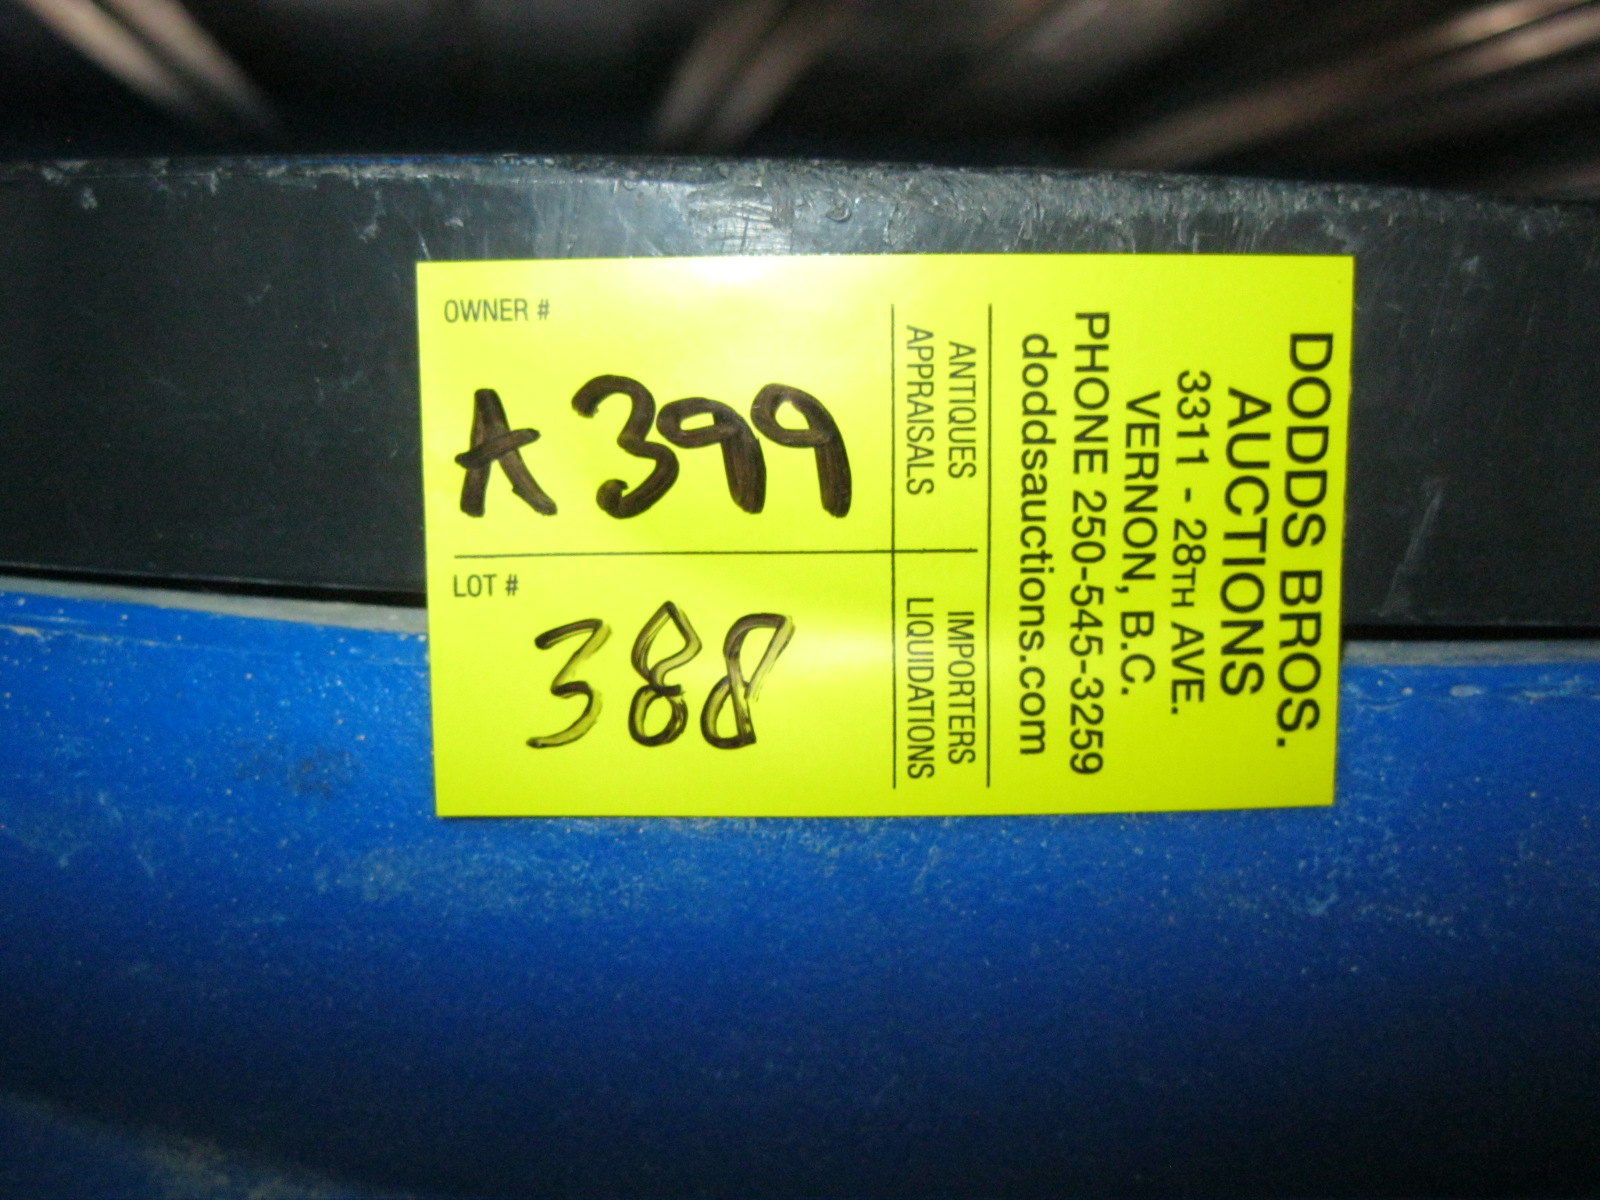 OWNER #
A399
LOT #
388
ANTIQUES
APPRAISALS
IMPORTERS
LIQUIDATIONS
DODDS BROS.
AUCTIONS
3311 - 28TH AVE.
VERNON, B.C.
PHONE 250-545-3259
doddsauctions.com